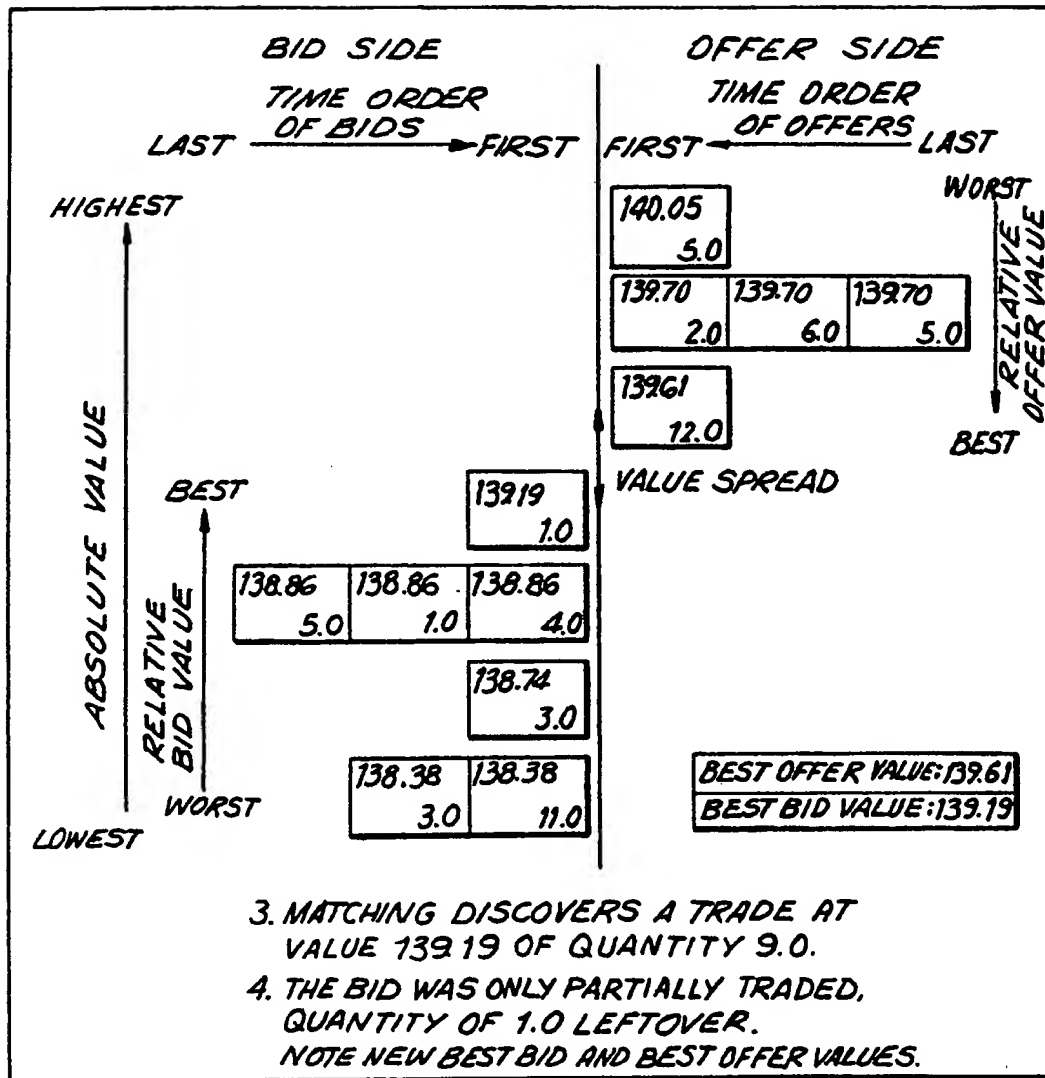 BID SIDE
OFFER SIDE
TIME ORDER
OF BIDS
LAST
FIRST
TIME ORDER
OF OFFERS
FIRST
LAST
HIGHEST
ABSOLUTE VALUE
LOWEST
BEST
RELATIVE
BID VALUE
WORST
WORST
RELATIVE
OFFER VALUE
BEST
140.05
5.0
139.70 139.70 139.70
2.0 6.0 5.0
13961
12.0
VALUE SPREAD
13919
1.0
138.86 138.86 138.86
5.0 1.0 4.0
138.74
3.0
138.38 138.38
3.0 11.0
BEST OFFER VALUE:139.61
BEST BID VALUE:139.19
3. MATCHING DISCOVERS A TRADE AT
VALUE 139.19 OF QUANTITY 9.0.
4. THE BID WAS ONLY PARTIALLY TRADED,
QUANTITY OF 1.0 LEFTOVER.
NOTE NEW BEST BID AND BEST OFFER VALUES.